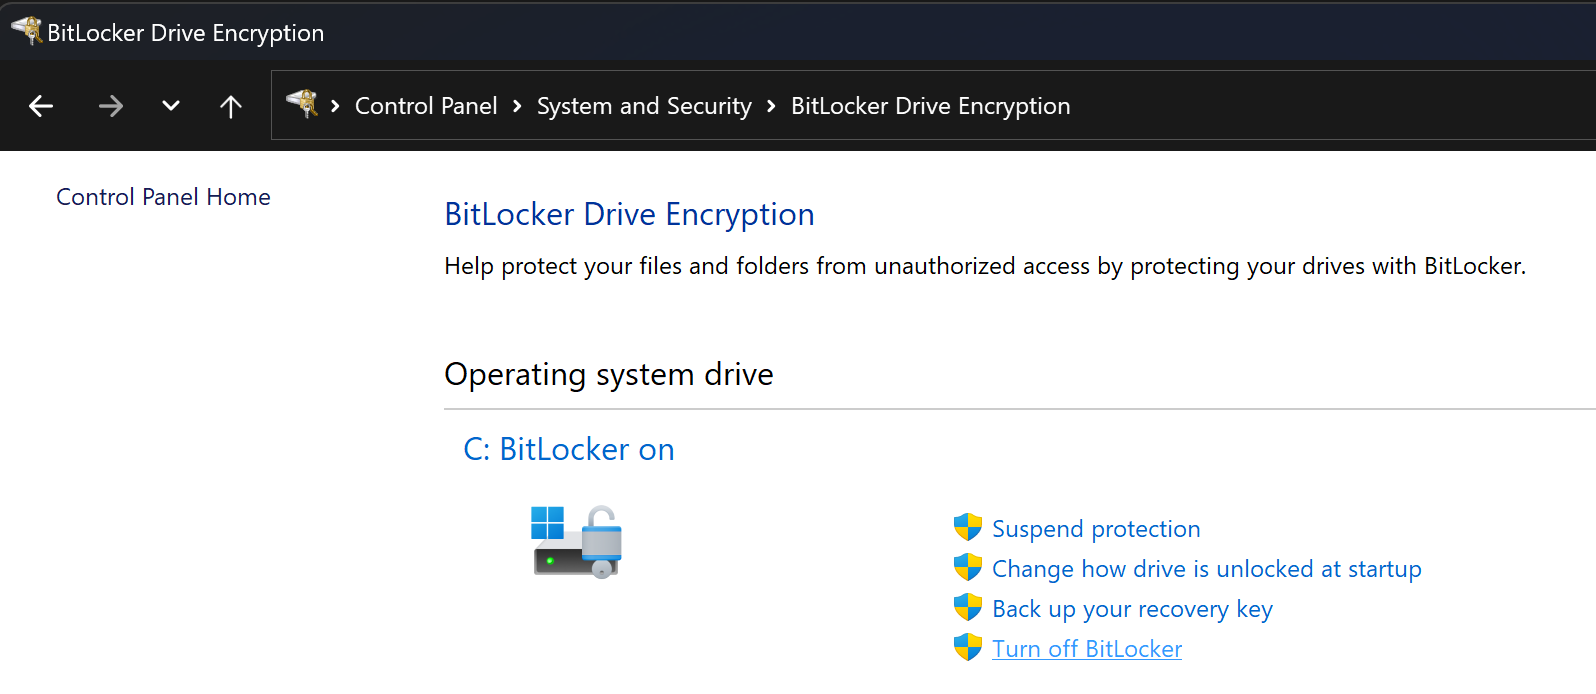 BitLocker Drive Encryption
Control Panel › System and Security › BitLocker Drive Encryption
Control Panel Home
BitLocker Drive Encryption
Help protect your files and folders from unauthorized access by protecting your drives with BitLocker.
Operating system drive
C: BitLocker on
Suspend protection
Change how drive is unlocked at startup
Back up your recovery key
Turn off BitLocker